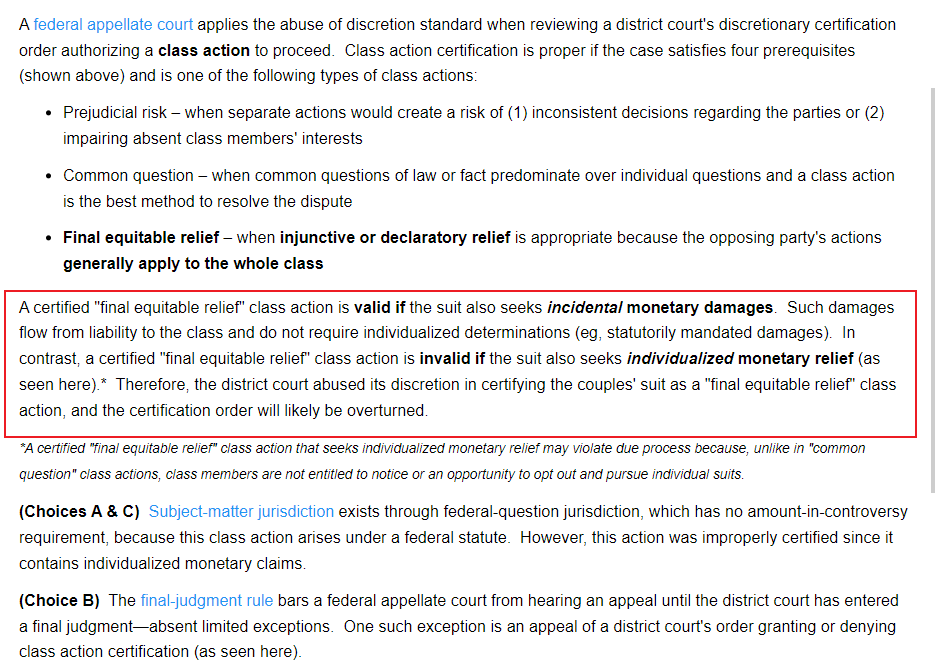 A federal appellate court applies the abuse of discretion standard when reviewing a district court's discretionary certification
order authorizing a class action to proceed.  Class action certification is proper if the case satisfies four prerequisites
(shown above) and is one of the following types of class actions:
• Prejudicial risk – when separate actions would create a risk of (1) inconsistent decisions regarding the parties or (2)
impairing absent class members' interests
• Common question – when common questions of law or fact predominate over individual questions and a class action
is the best method to resolve the dispute
• Final equitable relief – when injunctive or declaratory relief is appropriate because the opposing party's actions
generally apply to the whole class
A certified "final equitable relief" class action is valid if the suit also seeks incidental monetary damages.  Such damages
flow from liability to the class and do not require individualized determinations (eg, statutorily mandated damages).  In
contrast, a certified "final equitable relief" class action is invalid if the suit also seeks individualized monetary relief (as
seen here).*  Therefore, the district court abused its discretion in certifying the couples' suit as a "final equitable relief" class
action, and the certification order will likely be overturned.
*A certified "final equitable relief" class action that seeks individualized monetary relief may violate due process because, unlike in "common
question" class actions, class members are not entitled to notice or an opportunity to opt out and pursue individual suits.
(Choices A & C)  Subject-matter jurisdiction exists through federal-question jurisdiction, which has no amount-in-controversy
requirement, because this class action arises under a federal statute.  However, this action was improperly certified since it
contains individualized monetary claims.
(Choice B)  The final-judgment rule bars a federal appellate court from hearing an appeal until the district court has entered
a final judgment—absent limited exceptions.  One such exception is an appeal of a district court's order granting or denying
class action certification (as seen here).